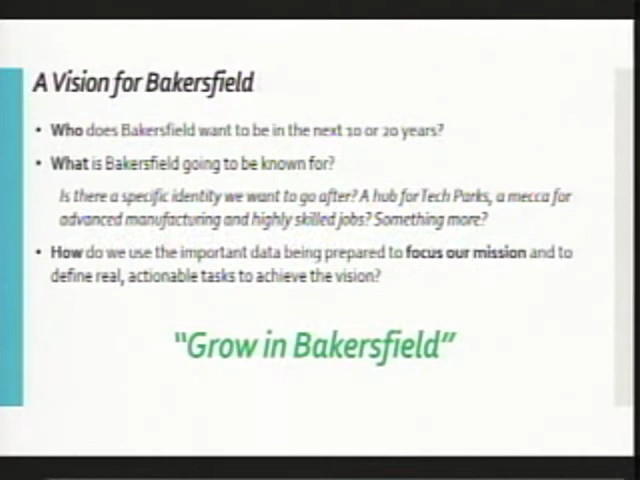 A Vision for Bakersfield
• Who does Bakersfield want to be in the next 10 or 20 years?
• What is Bakersfield going to be known for?
Is there a specific identity we want to go after? A hub for Tech Parks, a mecca for
advanced manufacturing and highly skilled jobs? Something more?
• How do we use the important data being prepared to focus our mission and to
define real, actionable tasks to achieve the vision?
"Grow in Bakersfield"